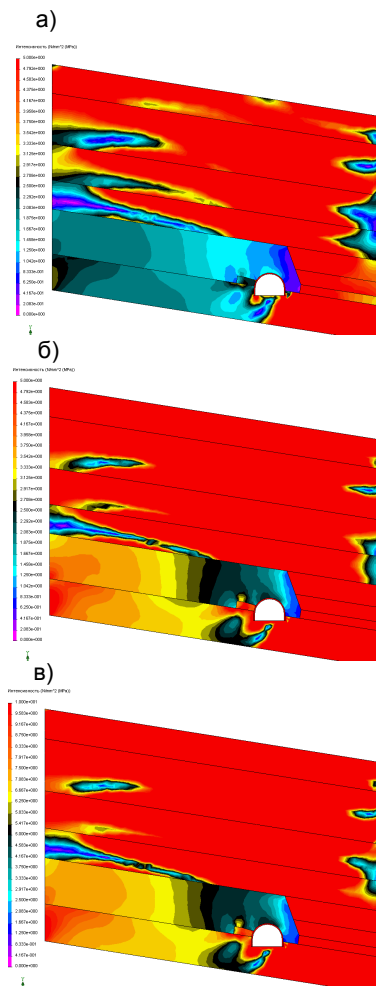 а)
Интенсивность (N/mm^2 (MPa))
5.000e+000
4.792e+000
4.583e+000
4.375e+000
4.167e+000
3.958e+000
3.750e+000
3.542e+000
3.333e+000
3.125e+000
2.917e+000
2.708e+000
2.500e+000
2.292e+000
2.083e+000
1.875e+000
1.667e+000
1.458e+000
1.250e+000
1.042e+000
8.333e-001
6.250e-001
4.167e-001
2.083e-001
0.000e+000
Y
б)
Интенсивность (N/mm^2 (MPa))
5.000e+000
4.792e+000
4.583e+000
4.375e+000
4.167e+000
3.958e+000
3.750e+000
3.542e+000
3.333e+000
3.125e+000
2.917e+000
2.708e+000
2.500e+000
2.292e+000
2.083e+000
1.875e+000
1.667e+000
1.458e+000
1.250e+000
1.042e+000
8.333e-001
6.250e-001
4.167e-001
2.083e-001
0.000e+000
Y
в)
Интенсивность (N/mm^2 (MPa))
1.000e+001
9.583e+000
9.167e+000
8.750e+000
8.333e+000
7.917e+000
7.500e+000
7.083e+000
6.667e+000
6.250e+000
5.833e+000
5.417e+000
5.000e+000
4.583e+000
4.167e+000
3.750e+000
3.333e+000
2.917e+000
2.500e+000
2.083e+000
1.667e+000
1.250e+000
8.333e-001
4.167e-001
0.000e+000
Y